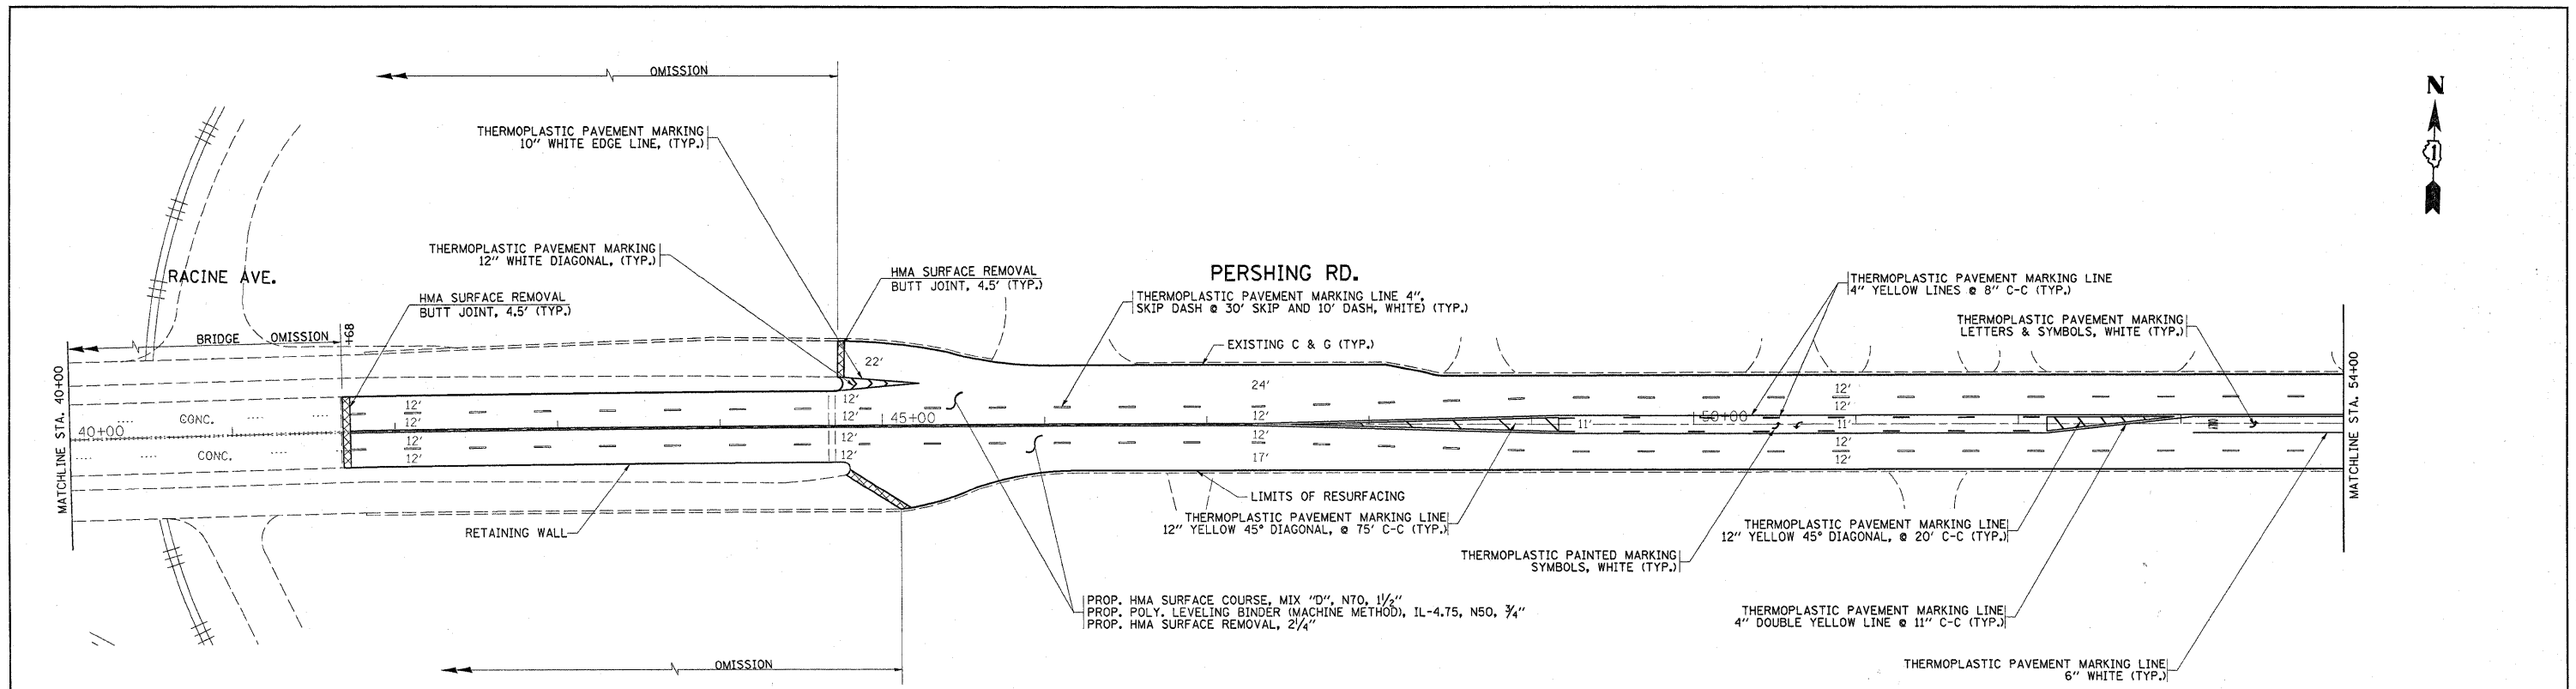 OMISSION
N
1
THERMOPLASTIC PAVEMENT MARKING
10" WHITE EDGE LINE, (TYP.)
THERMOPLASTIC PAVEMENT MARKING
12" WHITE DIAGONAL, (TYP.)
RACINE AVE.
HMA SURFACE REMOVAL
BUTT JOINT, 4.5' (TYP.)
HMA SURFACE REMOVAL
BUTT JOINT, 4.5' (TYP.)
PERSHING RD.
THERMOPLASTIC PAVEMENT MARKING LINE 4",
SKIP DASH @ 30' SKIP AND 10' DASH, WHITE) (TYP.)
THERMOPLASTIC PAVEMENT MARKING LINE
4" YELLOW LINES @ 8" C-C (TYP.)
THERMOPLASTIC PAVEMENT MARKING
LETTERS & SYMBOLS, WHITE (TYP.)
BRIDGE OMISSION
+68
EXISTING C & G (TYP.)
MATCHLINE STA. 40+00
MATCHLINE STA. 54+00
22'
24'
12'
12'
12'
12'
12'
12'
12'
CONC.
40+00
45+00
50+00
11'
11'
CONC.
12'
12'
12'
12'
12'
17'
12'
12'
LIMITS OF RESURFACING
RETAINING WALL
THERMOPLASTIC PAVEMENT MARKING LINE
12" YELLOW 45° DIAGONAL, @ 75' C-C (TYP.)
THERMOPLASTIC PAVEMENT MARKING LINE
12" YELLOW 45° DIAGONAL, @ 20' C-C (TYP.)
THERMOPLASTIC PAINTED MARKING
SYMBOLS, WHITE (TYP.)
PROP. HMA SURFACE COURSE, MIX "D", N70, 1½"
PROP. POLY. LEVELING BINDER (MACHINE METHOD), IL-4.75, N50, ¾"
PROP. HMA SURFACE REMOVAL, 2¼"
THERMOPLASTIC PAVEMENT MARKING LINE
4" DOUBLE YELLOW LINE @ 11" C-C (TYP.)
OMISSION
THERMOPLASTIC PAVEMENT MARKING LINE
6" WHITE (TYP.)